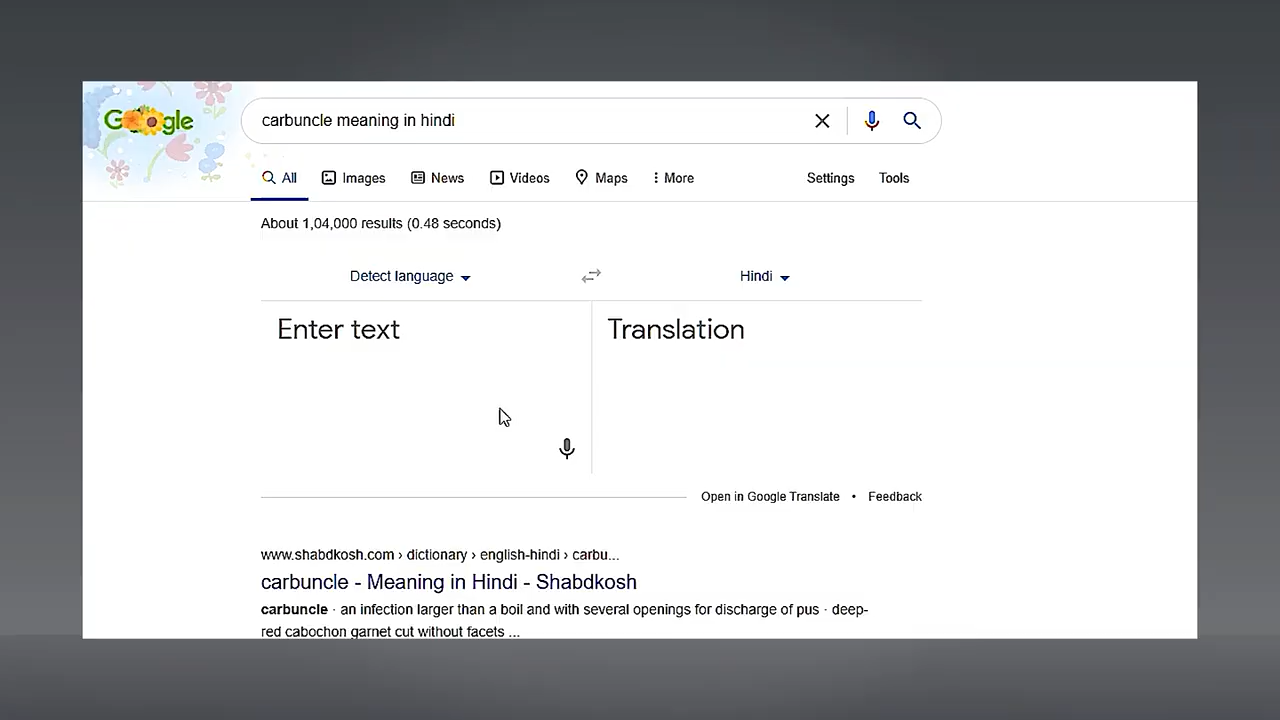 Google
carbuncle meaning in hindi
All Images News Videos Maps More Settings Tools
About 1,04,000 results (0.48 seconds)
Detect language Hindi
Enter text Translation
Open in Google Translate • Feedback
www.shabdkosh.com › dictionary › english-hindi › carbu...
carbuncle - Meaning in Hindi - Shabdkosh
carbuncle · an infection larger than a boil and with several openings for discharge of pus · deep-
red cabochon garnet cut without facets ...